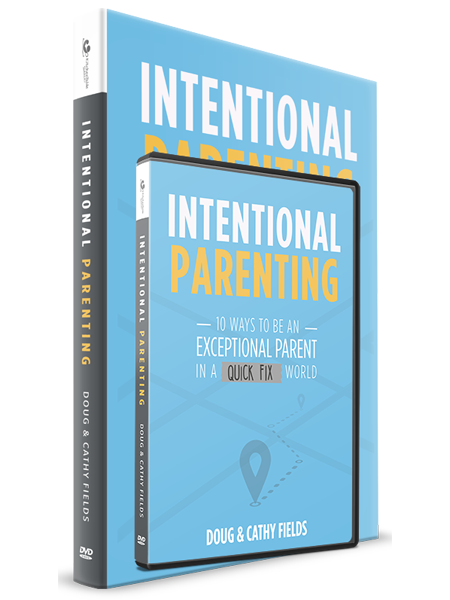 INTENTIONAL
PARENTING
INTENTIONAL PARENTING
DOUG & CATHY FIELDS
DVD
INTENTIONAL
PARENTING
— 10 WAYS TO BE AN —
EXCEPTIONAL PARENT
IN A QUICK FIX WORLD
DOUG & CATHY FIELDS
INTENTIONAL PARENTING
DOUG & CATHY FIELDS
DVD